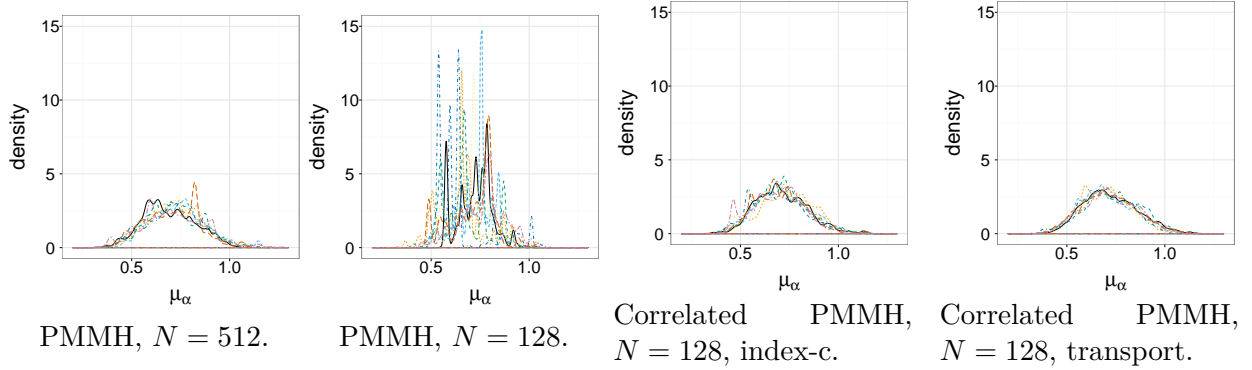 15
10
5
0
density
0.5 1.0
μα
PMMH, N = 512.
15
10
5
0
density
0.5 1.0
μα
PMMH, N = 128.
15
10
5
0
density
0.5 1.0
μα
Correlated PMMH,
N = 128, index-c.
15
10
5
0
density
0.5 1.0
μα
Correlated PMMH,
N = 128, transport.